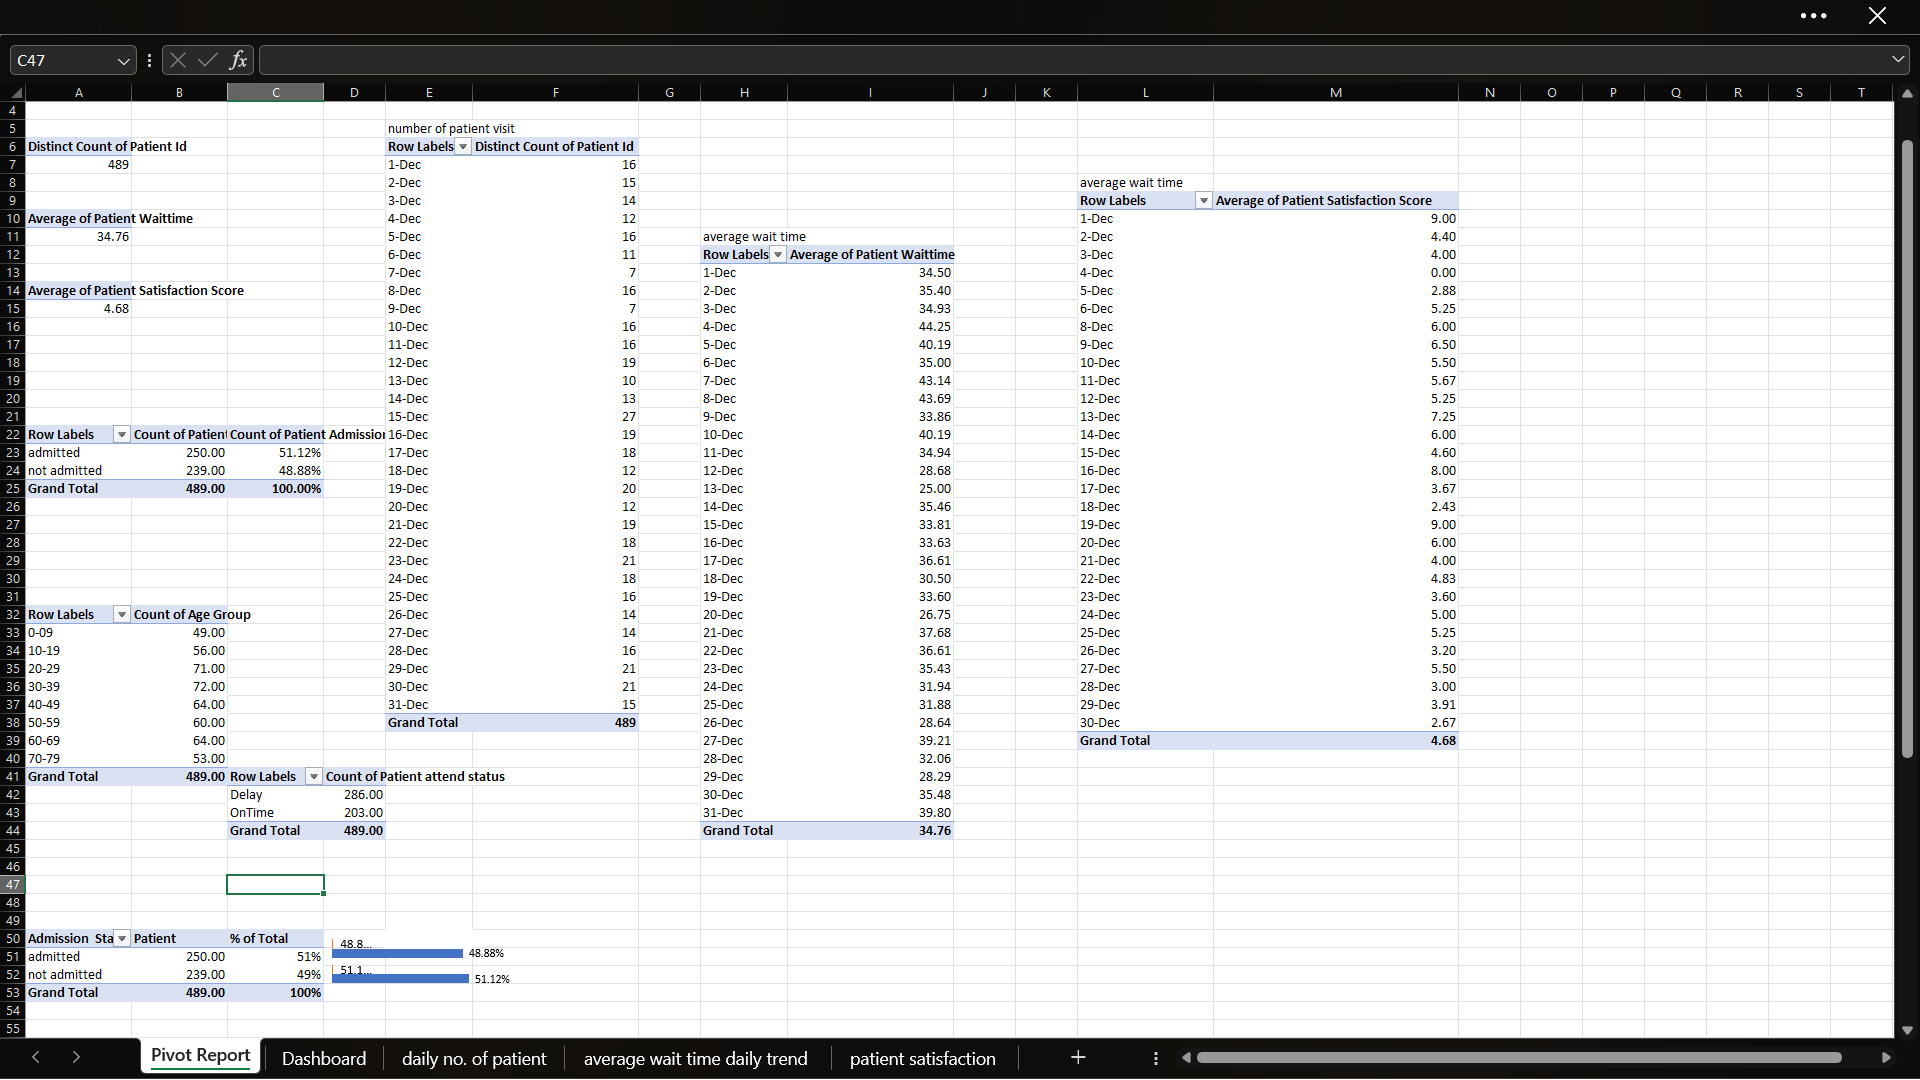 C47
fx
A B C D E F G H I J K L M N O P Q R S T
4
5 number of patient visit
6 Distinct Count of Patient Id Row Labels Distinct Count of Patient Id
7 489 1-Dec 16
8 2-Dec 15 average wait time
9 3-Dec 14 Row Labels Average of Patient Satisfaction Score
10 Average of Patient Waittime 4-Dec 12 1-Dec 9.00
11 34.76 5-Dec 16 average wait time 2-Dec 4.40
12 6-Dec 11 Row Labels Average of Patient Waittime 3-Dec 4.00
13 7-Dec 7 1-Dec 34.50 4-Dec 0.00
14 Average of Patient Satisfaction Score 8-Dec 16 2-Dec 35.40 5-Dec 2.88
15 4.68 9-Dec 7 3-Dec 34.93 6-Dec 5.25
16 10-Dec 16 4-Dec 44.25 8-Dec 6.00
17 11-Dec 16 5-Dec 40.19 9-Dec 6.50
18 12-Dec 19 6-Dec 35.00 10-Dec 5.50
19 13-Dec 10 7-Dec 43.14 11-Dec 5.67
20 14-Dec 13 8-Dec 43.69 12-Dec 5.25
21 15-Dec 27 9-Dec 33.86 13-Dec 7.25
22 Row Labels Count of Patient Count of Patient Admission 16-Dec 19 10-Dec 40.19 14-Dec 6.00
23 admitted 250.00 51.12% 17-Dec 18 11-Dec 34.94 15-Dec 4.60
24 not admitted 239.00 48.88% 18-Dec 12 12-Dec 28.68 16-Dec 8.00
25 Grand Total 489.00 100.00% 19-Dec 20 13-Dec 25.00 17-Dec 3.67
26 20-Dec 12 14-Dec 35.46 18-Dec 2.43
27 21-Dec 19 15-Dec 33.81 19-Dec 9.00
28 22-Dec 18 16-Dec 33.63 20-Dec 6.00
29 23-Dec 21 17-Dec 36.61 21-Dec 4.00
30 24-Dec 18 18-Dec 30.50 22-Dec 4.83
31 25-Dec 16 19-Dec 33.60 23-Dec 3.60
32 Row Labels Count of Age Group 26-Dec 14 20-Dec 26.75 24-Dec 5.00
33 0-09 49.00 27-Dec 14 21-Dec 37.68 25-Dec 5.25
34 10-19 56.00 28-Dec 16 22-Dec 36.61 26-Dec 3.20
35 20-29 71.00 29-Dec 21 23-Dec 35.43 27-Dec 5.50
36 30-39 72.00 30-Dec 21 24-Dec 31.94 28-Dec 3.00
37 40-49 64.00 31-Dec 15 25-Dec 31.88 29-Dec 3.91
38 50-59 60.00 Grand Total 489 26-Dec 28.64 30-Dec 2.67
39 60-69 64.00 27-Dec 39.21 Grand Total 4.68
40 70-79 53.00 28-Dec 32.06
41 Grand Total 489.00 Row Labels Count of Patient attend status 29-Dec 28.29
42 Delay 286.00 30-Dec 35.48
43 OnTime 203.00 31-Dec 39.80
44 Grand Total 489.00 Grand Total 34.76
45
46
47
48
49
50 Admission Sta Patient % of Total 48.8...
51 admitted 250.00 51% 48.88%
52 not admitted 239.00 49% 51.1...
53 Grand Total 489.00 100% 51.12%
54
55
Pivot Report Dashboard daily no. of patient average wait time daily trend patient satisfaction